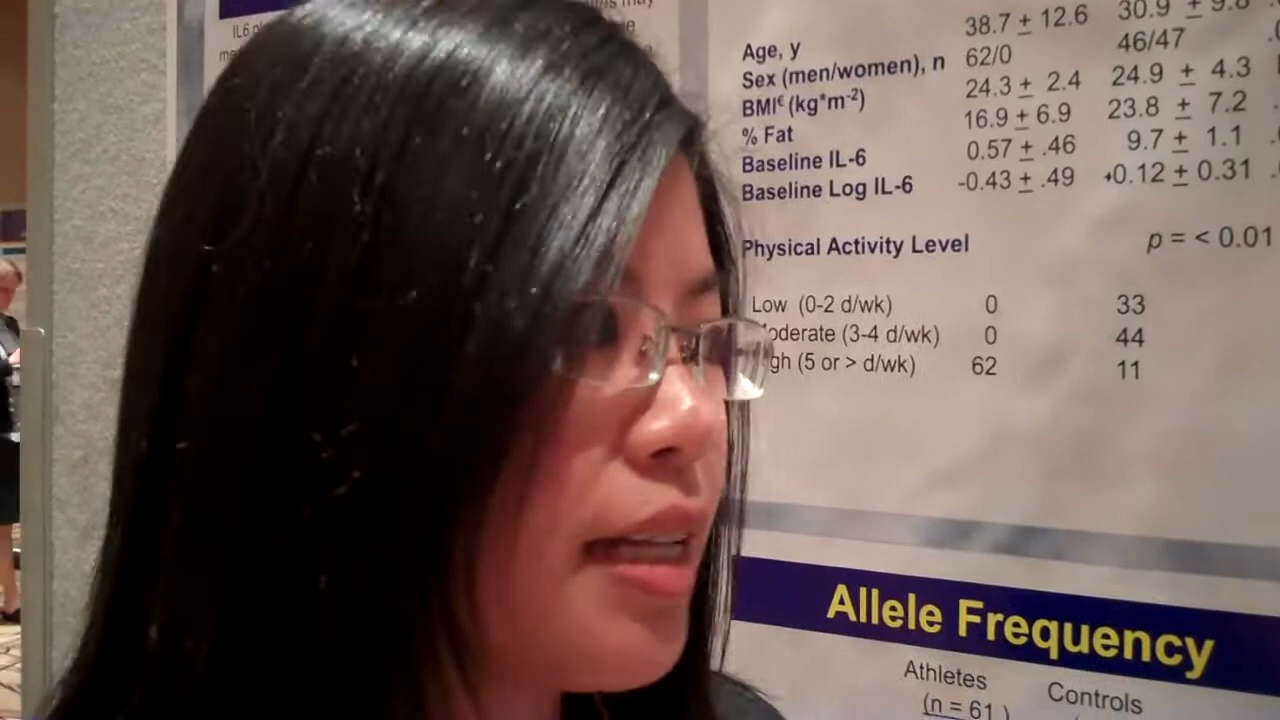 IL6
38.7 ± 12.6 30.9 ± 9.8
Age, y
Sex (men/women), n 62/0 46/47
BMI€ (kg*m-2) 24.3 ± 2.4 24.9 ± 4.3
% Fat 16.9 ± 6.9 23.8 ± 7.2
Baseline IL-6 0.57 ± .46 9.7 ± 1.1
Baseline Log IL-6 -0.43 ± .49 +0.12 ± 0.31
Physical Activity Level p = < 0.01
Low (0-2 d/wk) 0 33
oderate (3-4 d/wk) 0 44
gh (5 or > d/wk) 62 11
Allele Frequency
Athletes Controls
(n = 61 )